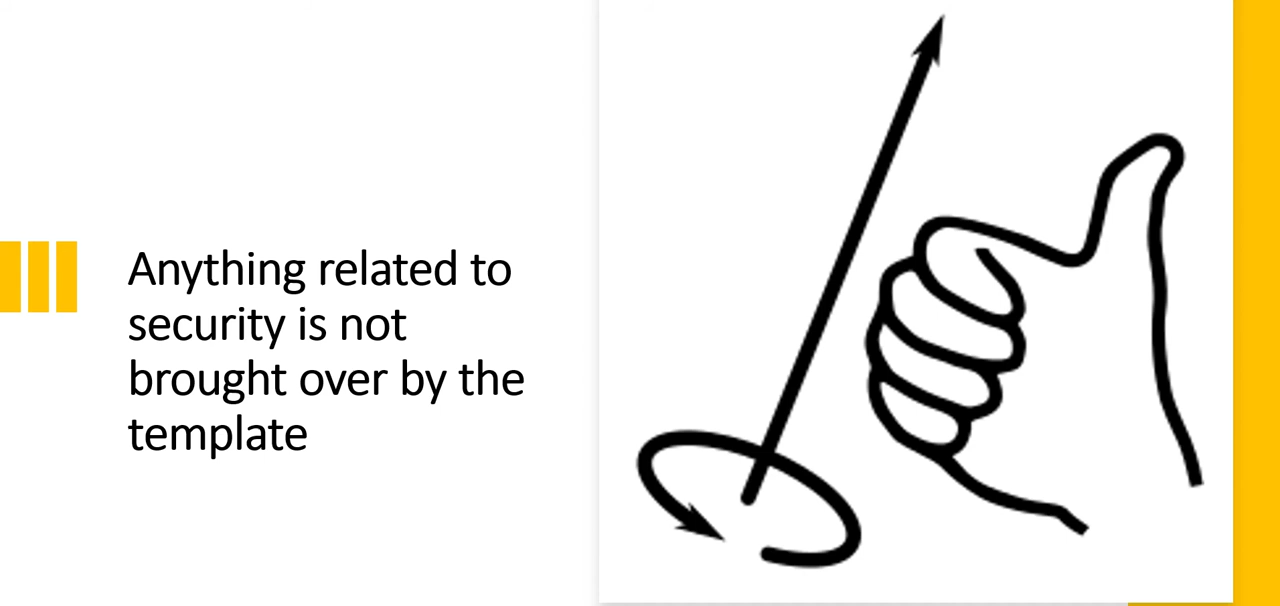 Anything related to
security is not
brought over by the
template